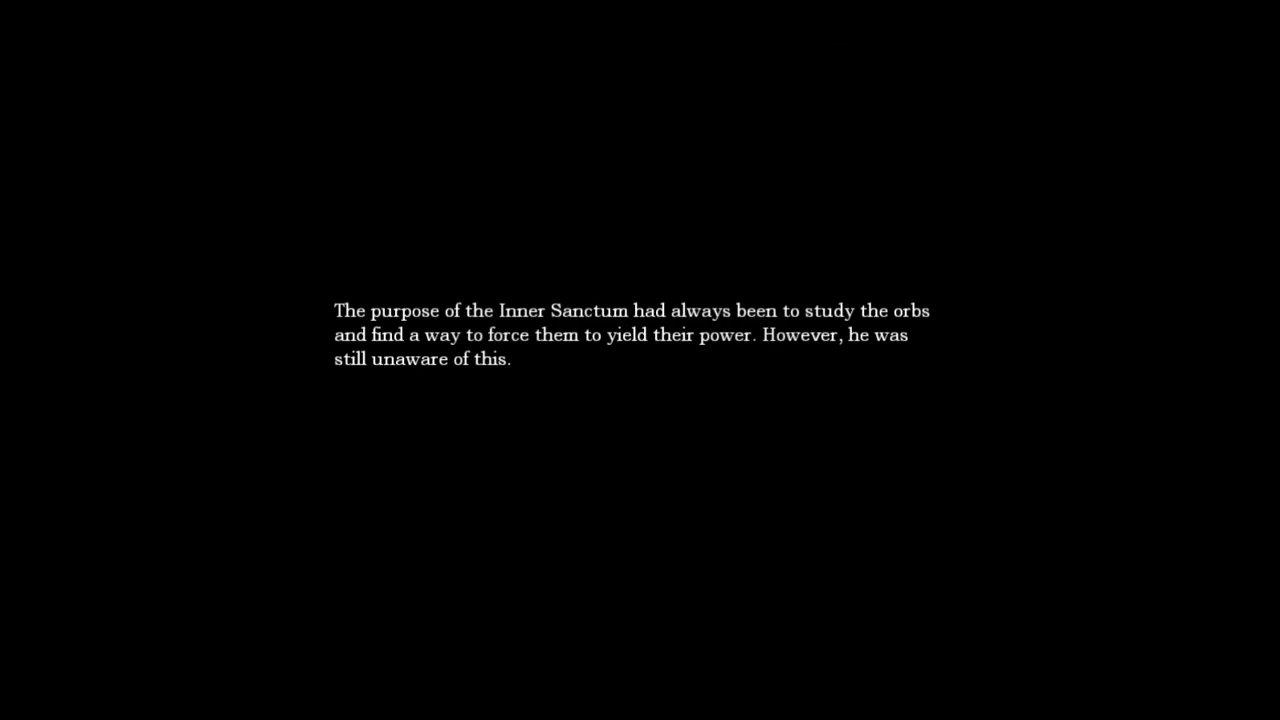 The purpose of the Inner Sanctum had always been to study the orbs
and find a way to force them to yield their power. However, he was
still unaware of this.